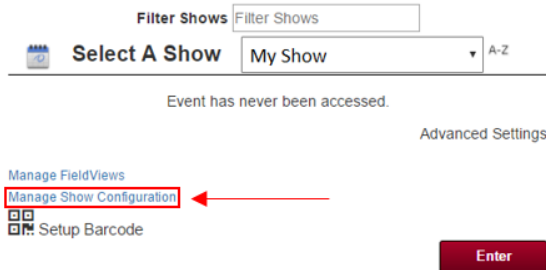 Filter Shows Filter Shows
Select A Show My Show A-Z
Event has never been accessed.
Advanced Settings
Manage FieldViews
Manage Show Configuration
Setup Barcode
Enter